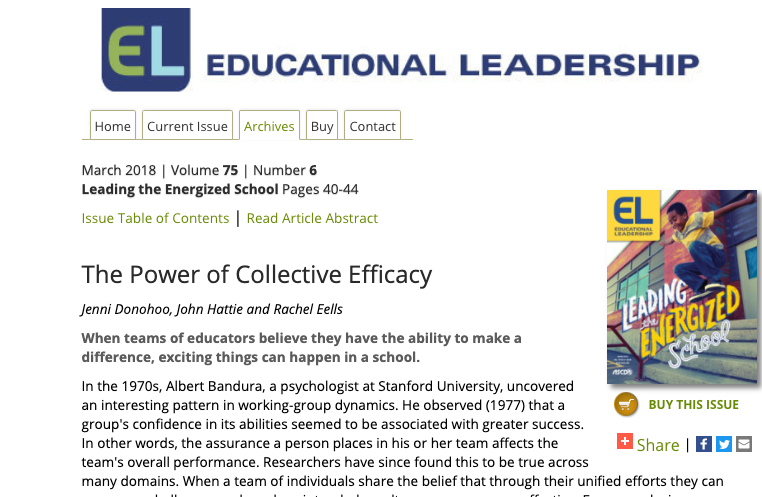 EL EDUCATIONAL LEADERSHIP
Home Current Issue Archives Buy Contact
March 2018 | Volume 75 | Number 6
Leading the Energized School Pages 40-44
Issue Table of Contents | Read Article Abstract
EL
EDUCATIONAL
LEADERSHIP
LEADING
the
ENERGIZED
School
ASCD
BUY THIS ISSUE
Share |
The Power of Collective Efficacy
Jenni Donohoo, John Hattie and Rachel Eells
When teams of educators believe they have the ability to make a
difference, exciting things can happen in a school.
In the 1970s, Albert Bandura, a psychologist at Stanford University, uncovered
an interesting pattern in working-group dynamics. He observed (1977) that a
group's confidence in its abilities seemed to be associated with greater success.
In other words, the assurance a person places in his or her team affects the
team's overall performance. Researchers have since found this to be true across
many domains. When a team of individuals share the belief that through their unified efforts they can